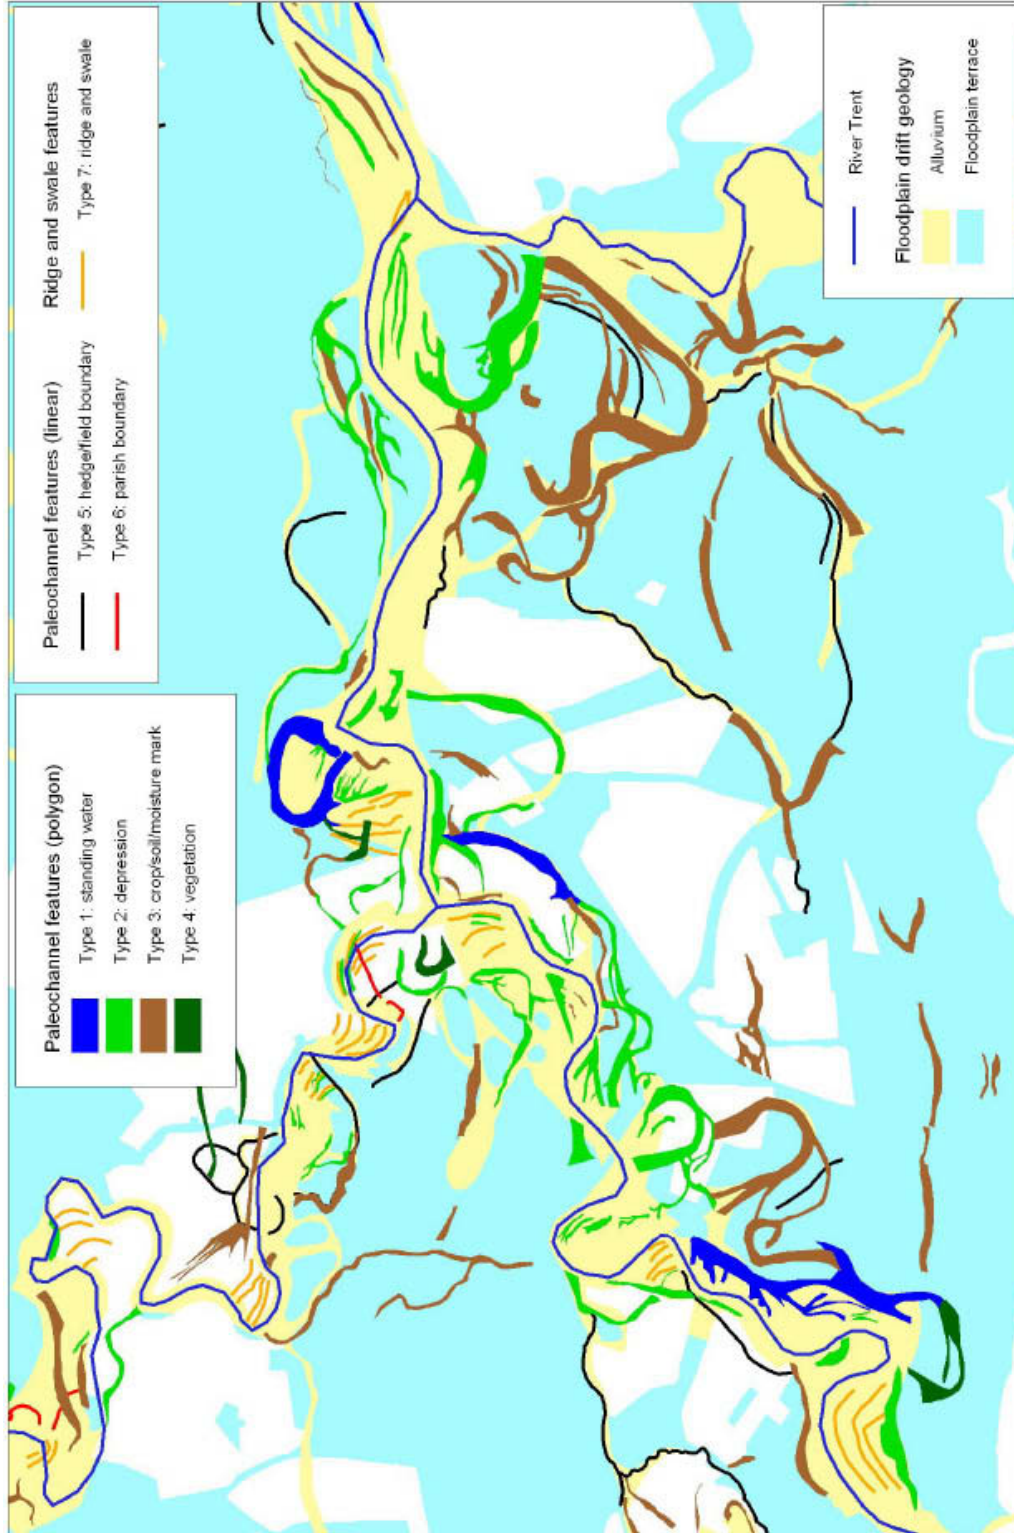 Paleochannel features (polygon)
Type 1: standing water
Type 2: depression
Type 3: crop/soil/moisture mark
Type 4: vegetation
Paleochannel features (linear)
Type 5: hedge/field boundary
Type 6: parish boundary
Ridge and swale features
Type 7: ridge and swale
River Trent
Floodplain drift geology
Alluvium
Floodplain terrace